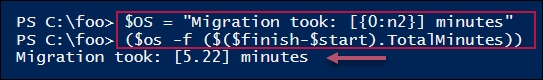 PS C:\foo> $OS = "Migration took: [{0:n2}] minutes"
PS C:\foo> ($os -f ($($finish-$start).TotalMinutes))
Migration took: [5.22] minutes